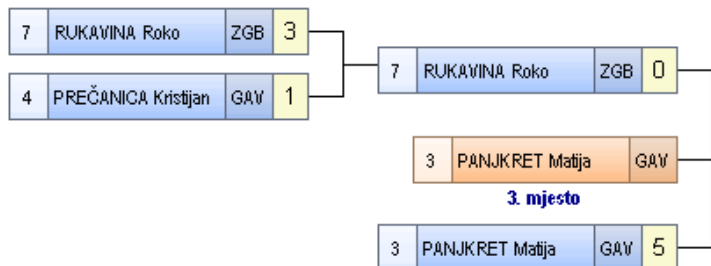 7 RUKAVINA Roko ZGB 3
4 PREČANICA Kristijan GAV 1
7 RUKAVINA Roko ZGB 0
3 PANJKRET Matija GAV
3. mjesto
3 PANJKRET Matija GAV 5